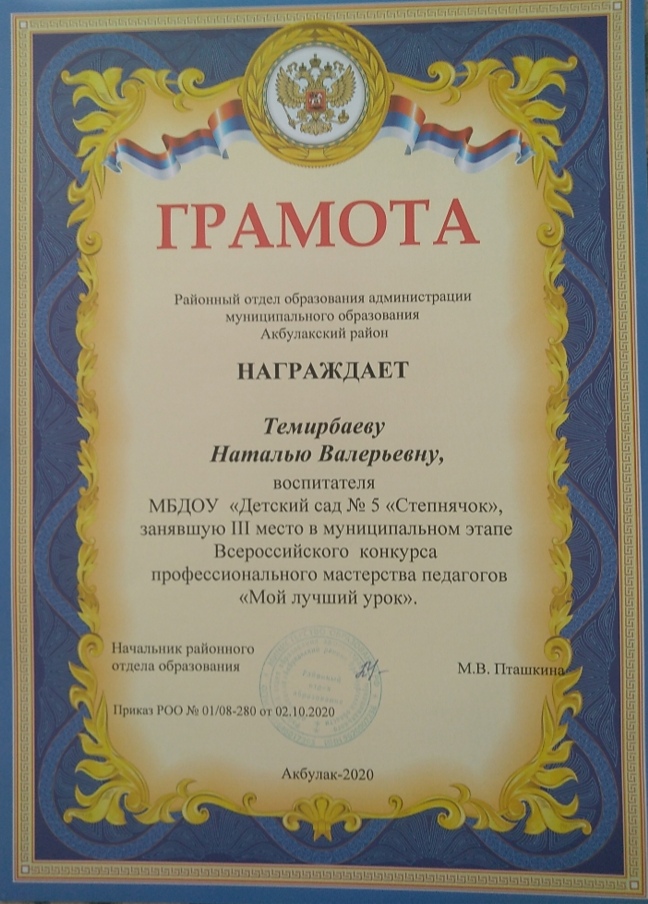 ГРАМОТА
Районный отдел образования администрации
муниципального образования
Акбулакский район
НАГРАЖДАЕТ
Темирбаеву
Наталью Валерьевну,
воспитателя
МБДОУ «Детский сад № 5 «Степнячок»,
занявшую III место в муниципальном этапе
Всероссийского конкурса
профессионального мастерства педагогов
«Мой лучший урок».
Начальник районного
отдела образования
М.В. Пташкина
Приказ РОО № 01/08-280 от 02.10.2020
Акбулак-2020